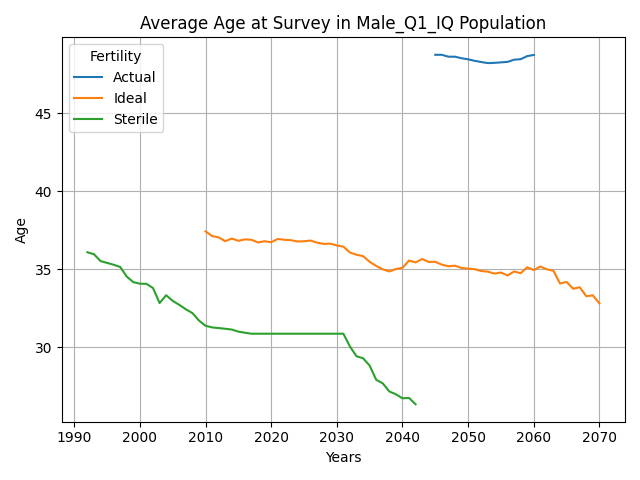 Average Age at Survey in Male_Q1_IQ Population
Fertility
Actual
Ideal
Sterile
Age
45
40
35
30
1990 2000 2010 2020 2030 2040 2050 2060 2070
Years